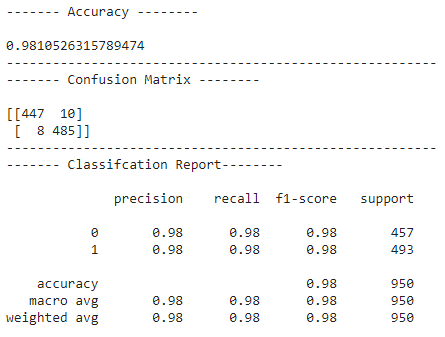 ------- Accuracy --------
0.9810526315789474
-------------------------------------------------------
------- Confusion Matrix --------
[[447  10]
 [  8 485]]
-------------------------------------------------------
------- Classifcation Report--------
              precision    recall  f1-score   support
           0       0.98      0.98      0.98       457
           1       0.98      0.98      0.98       493
    accuracy                           0.98       950
   macro avg       0.98      0.98      0.98       950
weighted avg       0.98      0.98      0.98       950